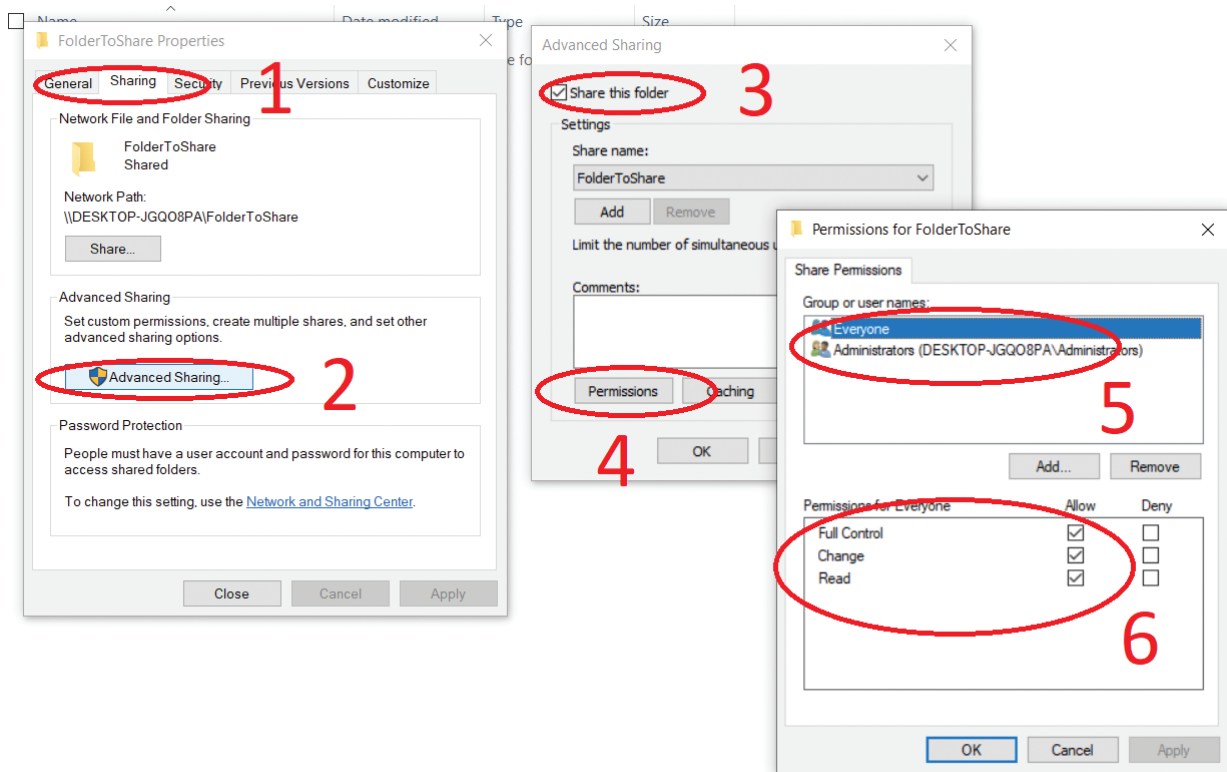 Name Date modified Type Size
FolderToShare Properties
General Sharing Security Previous Versions Customize
1
Network File and Folder Sharing
FolderToShare
Shared
Network Path:
\\DESKTOP-JGQO8PA\FolderToShare
Share...
Advanced Sharing
Set custom permissions, create multiple shares, and set other
advanced sharing options.
Advanced Sharing...
2
Password Protection
People must have a user account and password for this computer to
access shared folders.
To change this setting, use the Network and Sharing Center.
Close Cancel Apply
Advanced Sharing
Share this folder
3
Settings
Share name:
FolderToShare
Add Remove
Limit the number of simultaneous
Comments:
Permissions Caching
4
OK
Permissions for FolderToShare
Share Permissions
Group or user names:
Everyone
Administrators (DESKTOP-JGQO8PA\Administrators)
5
Add... Remove
Permissions for Everyone Allow Deny
Full Control
Change
Read
6
OK Cancel Apply